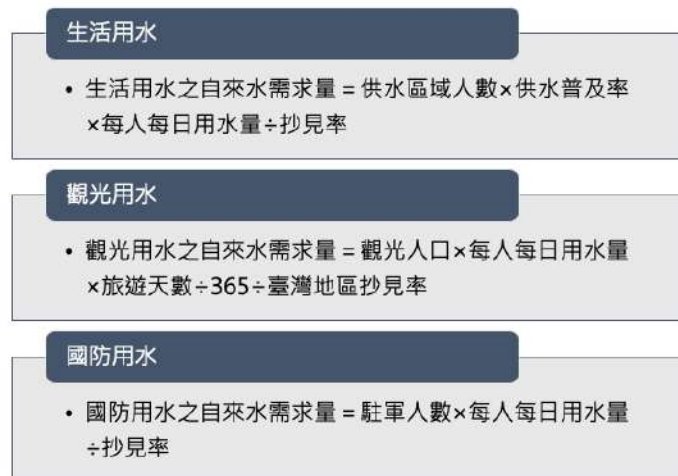 生活用水
• 生活用水之自來水需求量 = 供水區域人數×供水普及率
×每人每日用水量÷抄見率
觀光用水
• 觀光用水之自來水需求量 = 觀光人口×每人每日用水量
×旅遊天數÷365÷臺灣地區抄見率
國防用水
• 國防用水之自來水需求量 = 駐軍人數×每人每日用水量
÷抄見率